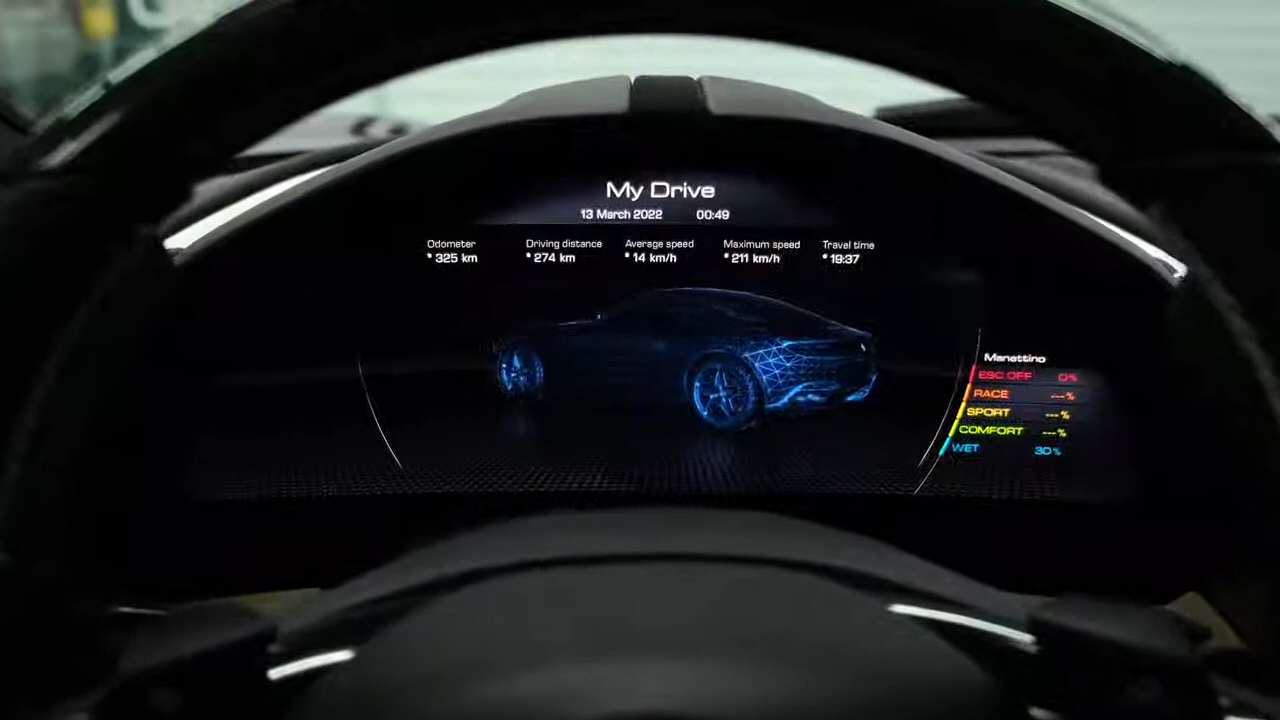 My Drive
13 March 2022 00:49
Odometer Driving distance Average speed Maximum speed Travel time
325 km 274 km 14 km/h 211 km/h 19:37
Manettino
ESC OFF 0%
RACE ---%
SPORT ---%
COMFORT ---%
WET 30%